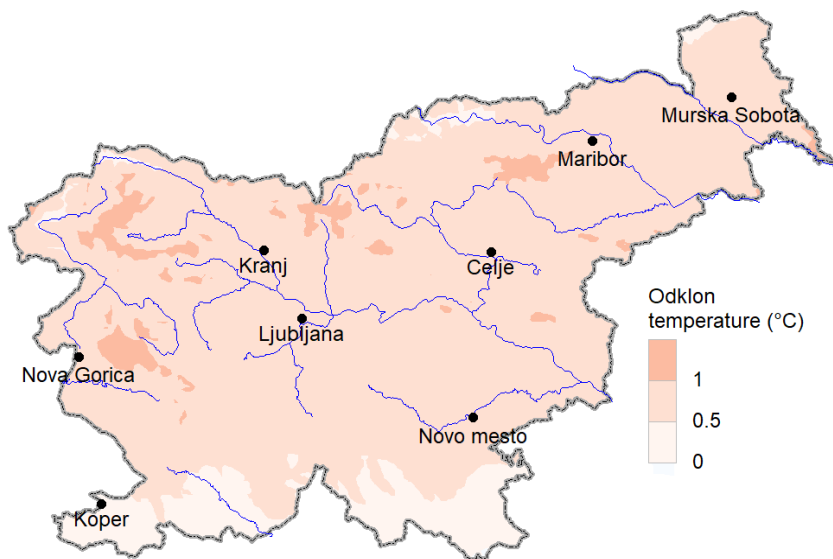 Murska Sobota
Maribor
Kranj
Celje
Ljubljana
Nova Gorica
Novo mesto
Koper
Odklon
temperature (°C)
1
0.5
0